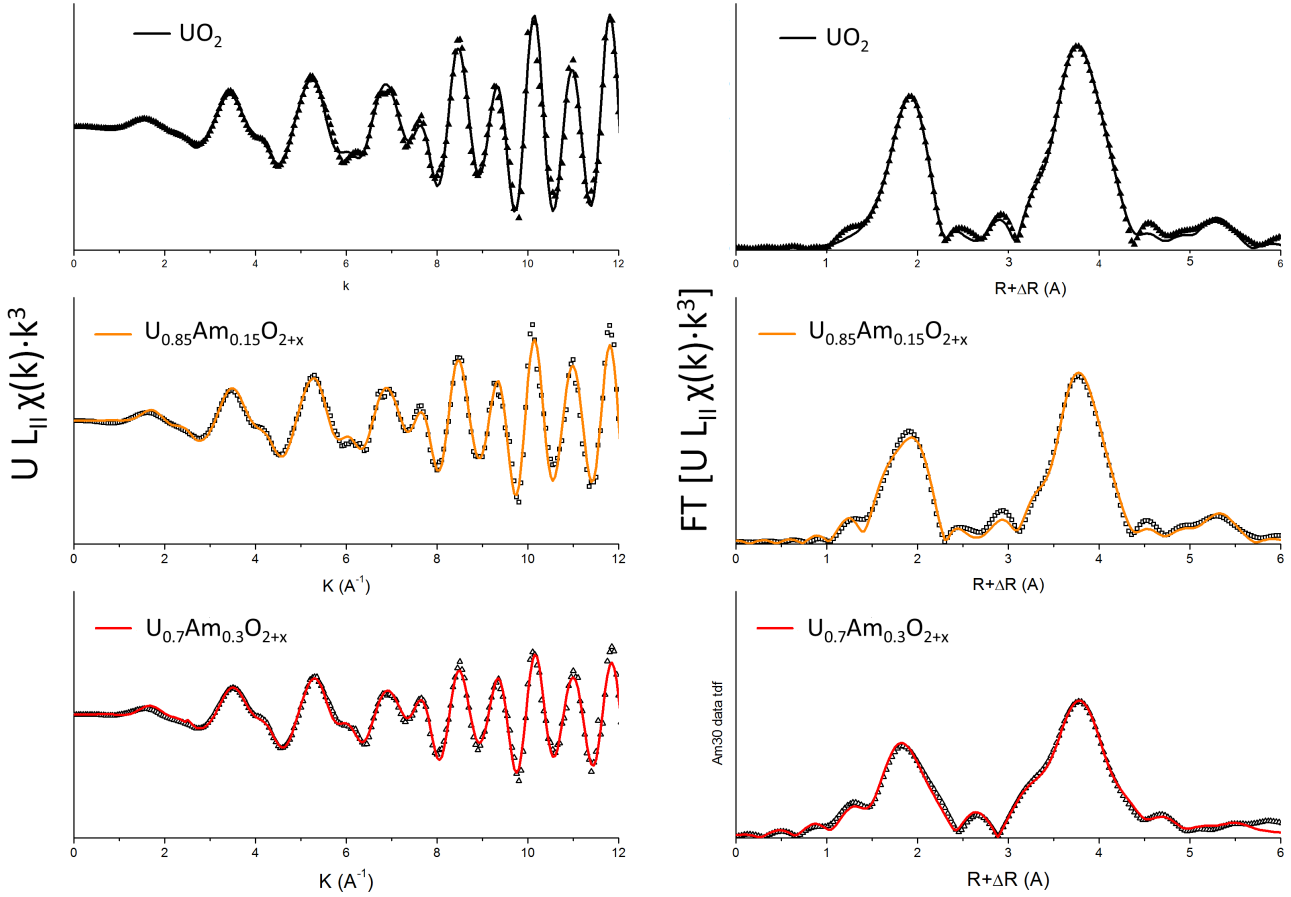 UO₂
0 2 4 6 8 10 12
k
UO₂
0 1 2 3 4 5 6
R+ΔR (A)
U L_II χ(k)·k³
U₀.₈₅Am₀.₁₅O₂₊ₓ
0 2 4 6 8 10 12
K (A⁻¹)
FT [U L_II χ(k)·k³]
U₀.₈₅Am₀.₁₅O₂₊ₓ
0 1 2 3 4 5 6
R+ΔR (A)
U₀.₇Am₀.₃O₂₊ₓ
0 2 4 6 8 10 12
K (A⁻¹)
Am30 data tdf
U₀.₇Am₀.₃O₂₊ₓ
0 1 2 3 4 5 6
R+ΔR (A)